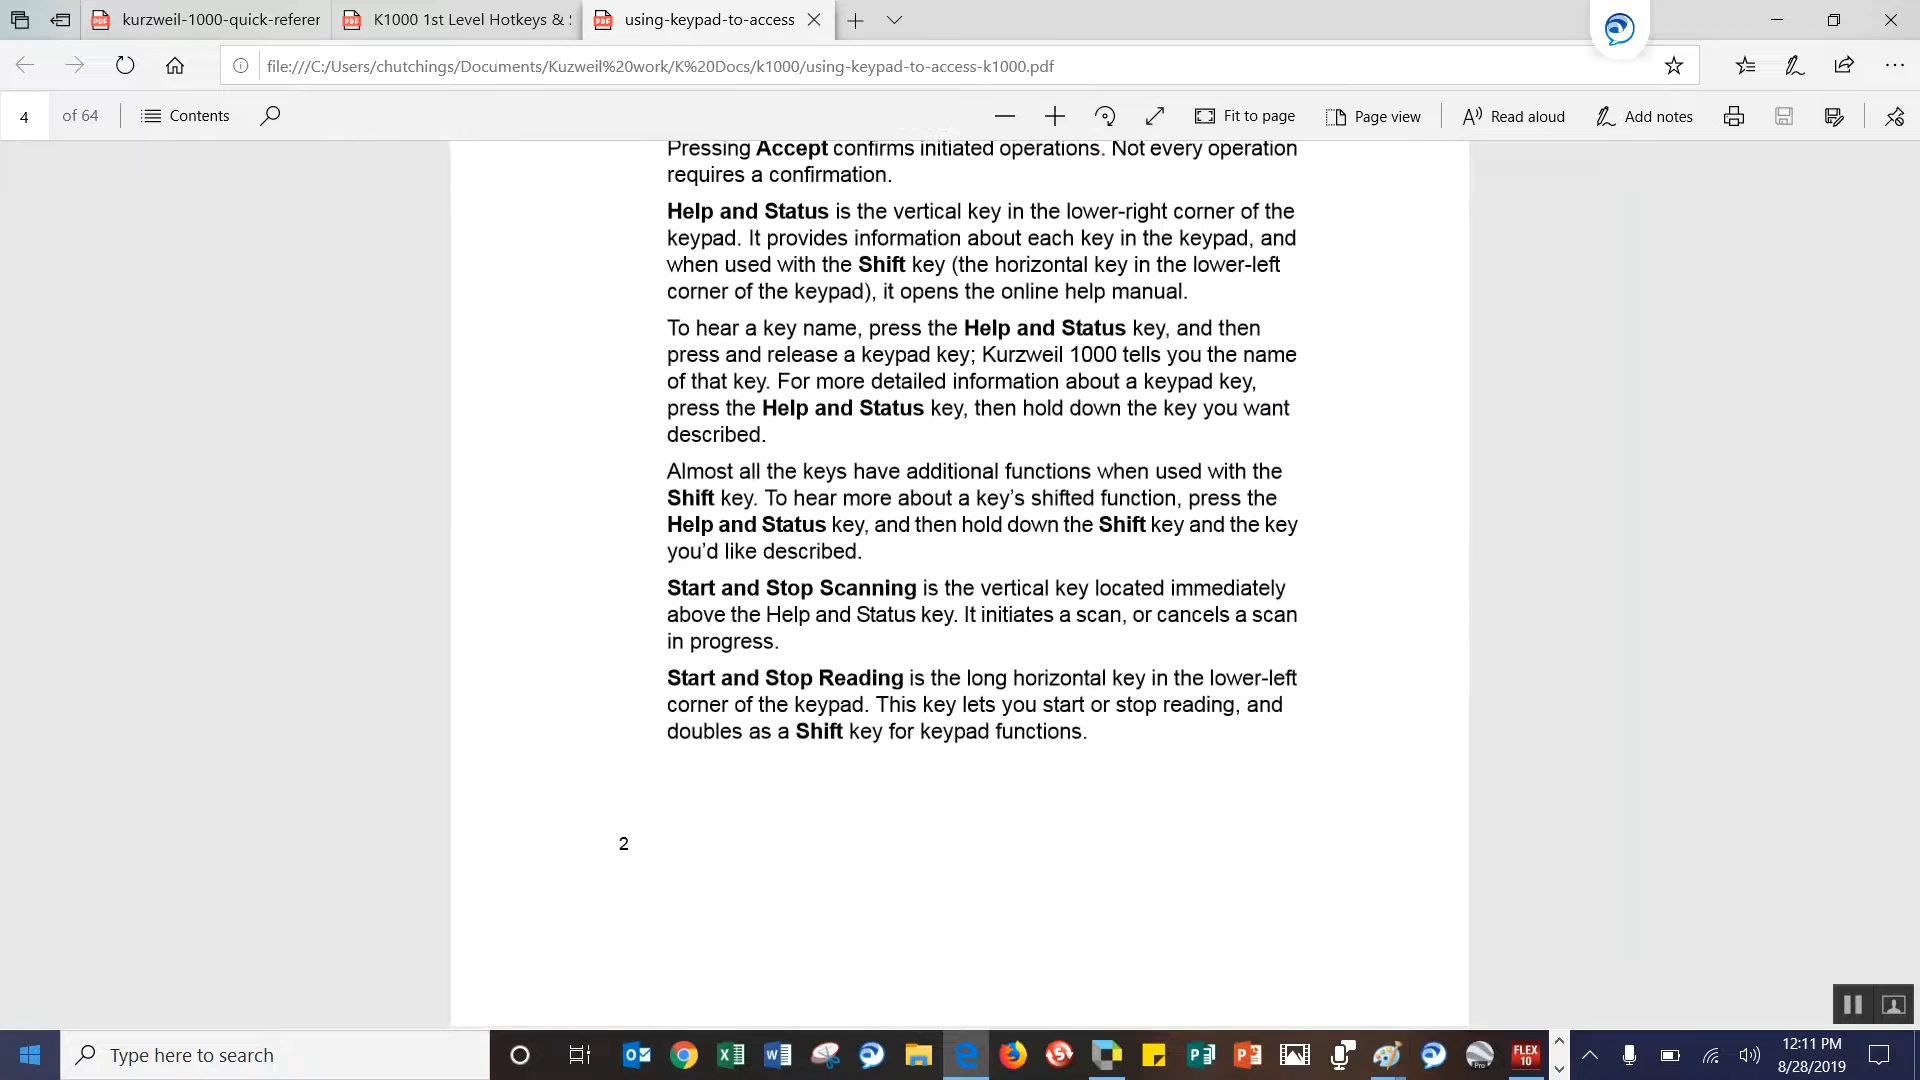 kurzweil-1000-quick-referer
K1000 1st Level Hotkeys & S
using-keypad-to-access
file:///C:/Users/chutchings/Documents/Kuzweil%20work/K%20Docs/k1000/using-keypad-to-access-k1000.pdf
4 of 64 Contents Fit to page Page view Read aloud Add notes
Pressing Accept confirms initiated operations. Not every operation
requires a confirmation.
Help and Status is the vertical key in the lower-right corner of the
keypad. It provides information about each key in the keypad, and
when used with the Shift key (the horizontal key in the lower-left
corner of the keypad), it opens the online help manual.
To hear a key name, press the Help and Status key, and then
press and release a keypad key; Kurzweil 1000 tells you the name
of that key. For more detailed information about a keypad key,
press the Help and Status key, then hold down the key you want
described.
Almost all the keys have additional functions when used with the
Shift key. To hear more about a key’s shifted function, press the
Help and Status key, and then hold down the Shift key and the key
you’d like described.
Start and Stop Scanning is the vertical key located immediately
above the Help and Status key. It initiates a scan, or cancels a scan
in progress.
Start and Stop Reading is the long horizontal key in the lower-left
corner of the keypad. This key lets you start or stop reading, and
doubles as a Shift key for keypad functions.
2
Type here to search
FLEX
10
12:11 PM
8/28/2019